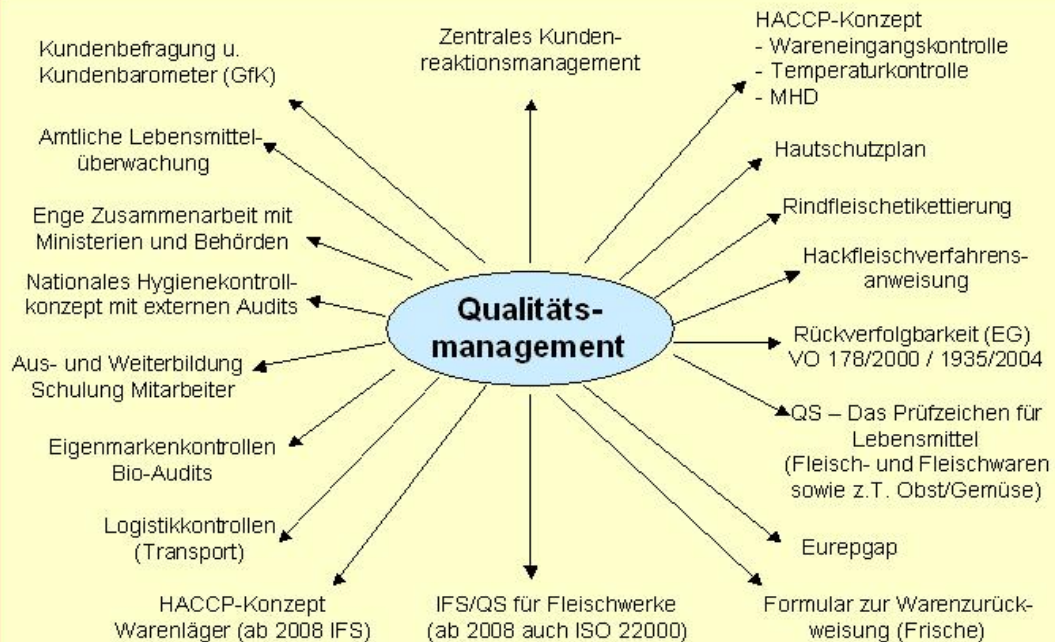 Kundenbefragung u.
Kundenbarometer (GfK)
Zentrales Kunden-
reaktionsmanagement
HACCP-Konzept
- Wareneingangskontrolle
- Temperaturkontrolle
- MHD
Amtliche Lebensmittel-
überwachung
Hautschutzplan
Enge Zusammenarbeit mit
Ministerien und Behörden
Rindfleischetikettierung
Nationales Hygienekontroll-
konzept mit externen Audits
Hackfleischverfahrens-
anweisung
Qualitäts-
management
Rückverfolgbarkeit (EG)
VO 178/2000 / 1935/2004
Aus- und Weiterbildung
Schulung Mitarbeiter
QS – Das Prüfzeichen für
Lebensmittel
(Fleisch- und Fleischwaren
sowie z.T. Obst/Gemüse)
Eigenmarkenkontrollen
Bio-Audits
Logistikkontrollen
(Transport)
Eurepgap
HACCP-Konzept
Warenläger (ab 2008 IFS)
IFS/QS für Fleischwerke
(ab 2008 auch ISO 22000)
Formular zur Warenzurück-
weisung (Frische)